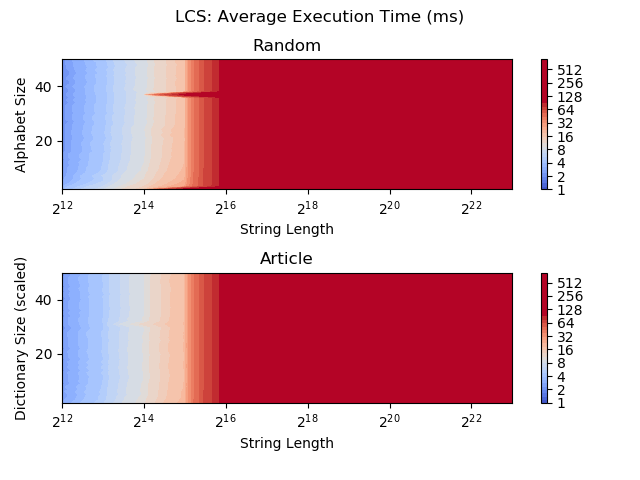 LCS: Average Execution Time (ms)
Random
Alphabet Size
40
20
2^12 2^14 2^16 2^18 2^20 2^22
String Length
512
256
128
64
32
16
8
4
2
1
Article
Dictionary Size (scaled)
40
20
2^12 2^14 2^16 2^18 2^20 2^22
String Length
512
256
128
64
32
16
8
4
2
1